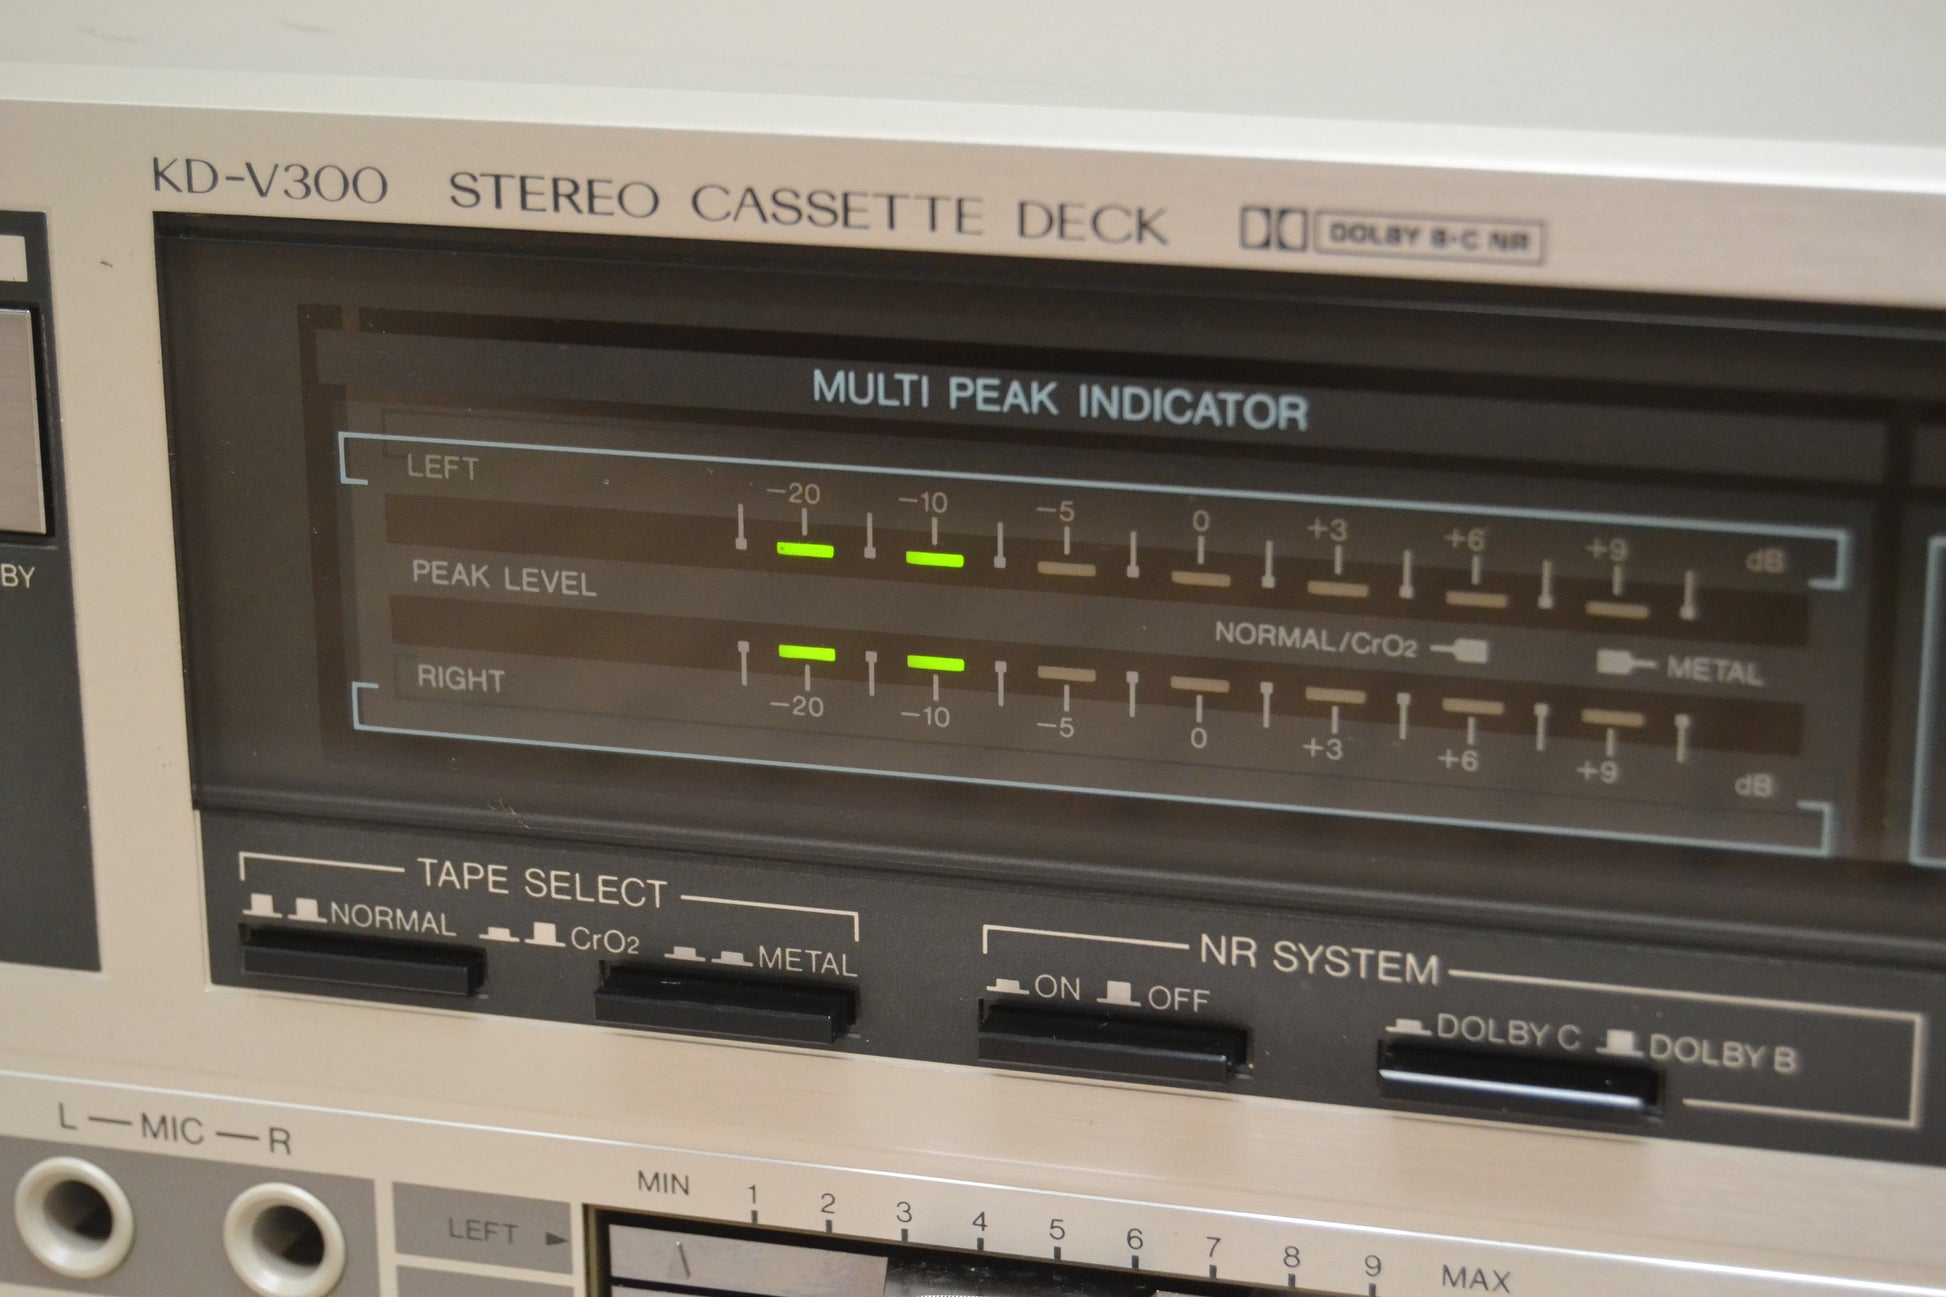 KD-V300 STEREO CASSETTE DECK DOLBY B-C NR
MULTI PEAK INDICATOR
LEFT
−20 −10 −5 0 +3 +6 +9 dB
BY
PEAK LEVEL
NORMAL/CrO2 METAL
RIGHT
−20 −10 −5 0 +3 +6 +9 dB
TAPE SELECT
NORMAL CrO2 METAL
NR SYSTEM
ON OFF DOLBY C DOLBY B
L — MIC — R
MIN 1 2 3 4 5 6 7 8 9 MAX
LEFT